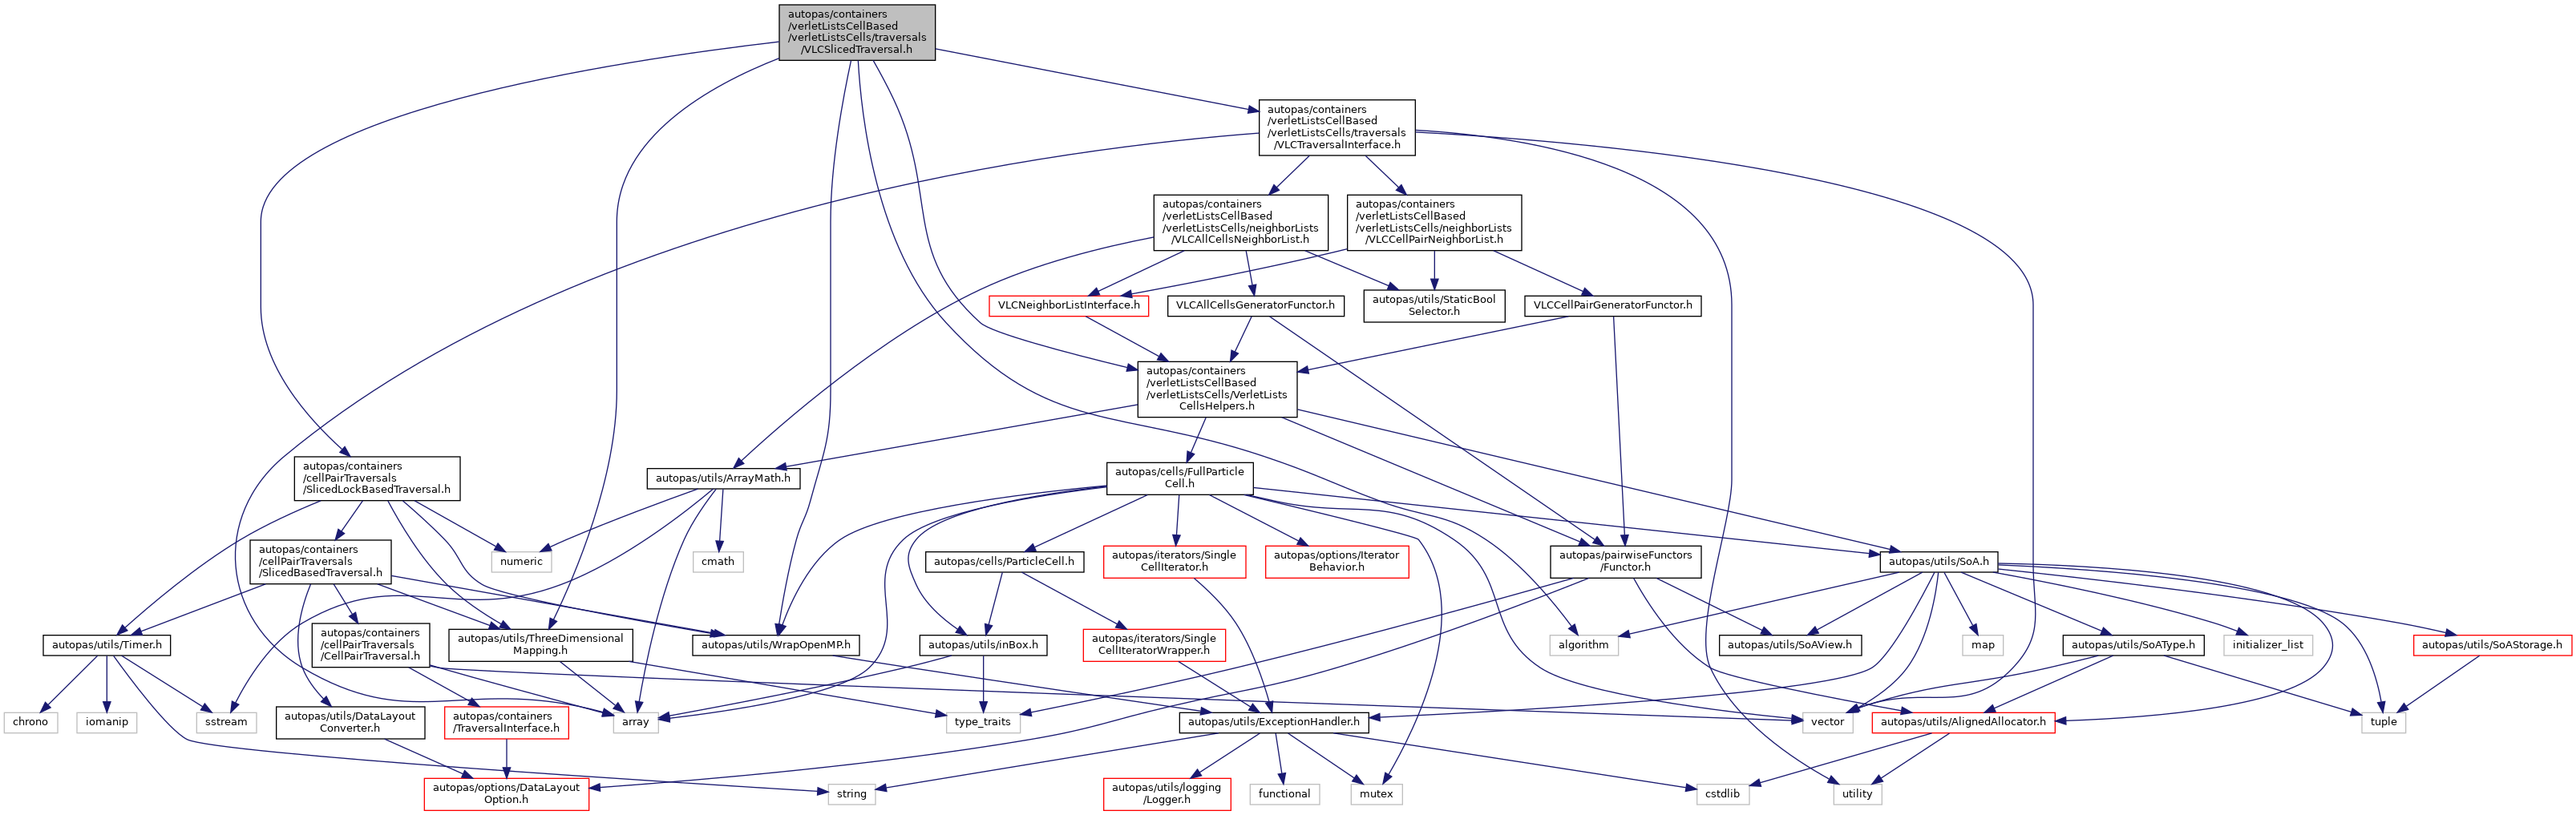 autopas/containers
/verletListsCellBased
/verletListsCells/traversals
/VLCSlicedTraversal.h
autopas/containers
/verletListsCellBased
/verletListsCells/traversals
/VLCTraversalInterface.h
autopas/containers
/verletListsCellBased
/verletListsCells/neighborLists
/VLCAllCellsNeighborList.h
autopas/containers
/verletListsCellBased
/verletListsCells/neighborLists
/VLCCellPairNeighborList.h
VLCNeighborListInterface.h
VLCAllCellsGeneratorFunctor.h
autopas/utils/StaticBool
Selector.h
VLCCellPairGeneratorFunctor.h
autopas/containers
/verletListsCellBased
/verletListsCells/VerletLists
CellsHelpers.h
autopas/containers
/cellPairTraversals
/SlicedLockBasedTraversal.h
autopas/utils/ArrayMath.h
autopas/cells/FullParticle
Cell.h
autopas/containers
/cellPairTraversals
/SlicedBasedTraversal.h
numeric
cmath
autopas/cells/ParticleCell.h
autopas/iterators/Single
CellIterator.h
autopas/options/Iterator
Behavior.h
autopas/pairwiseFunctors
/Functor.h
autopas/utils/SoA.h
autopas/utils/Timer.h
autopas/containers
/cellPairTraversals
/CellPairTraversal.h
autopas/utils/ThreeDimensional
Mapping.h
autopas/utils/WrapOpenMP.h
autopas/utils/inBox.h
autopas/iterators/Single
CellIteratorWrapper.h
algorithm
autopas/utils/SoAView.h
map
autopas/utils/SoAType.h
initializer_list
autopas/utils/SoAStorage.h
chrono
iomanip
sstream
autopas/utils/DataLayout
Converter.h
autopas/containers
/TraversalInterface.h
array
type_traits
autopas/utils/ExceptionHandler.h
vector
autopas/utils/AlignedAllocator.h
tuple
autopas/options/DataLayout
Option.h
string
autopas/utils/logging
/Logger.h
functional
mutex
cstdlib
utility